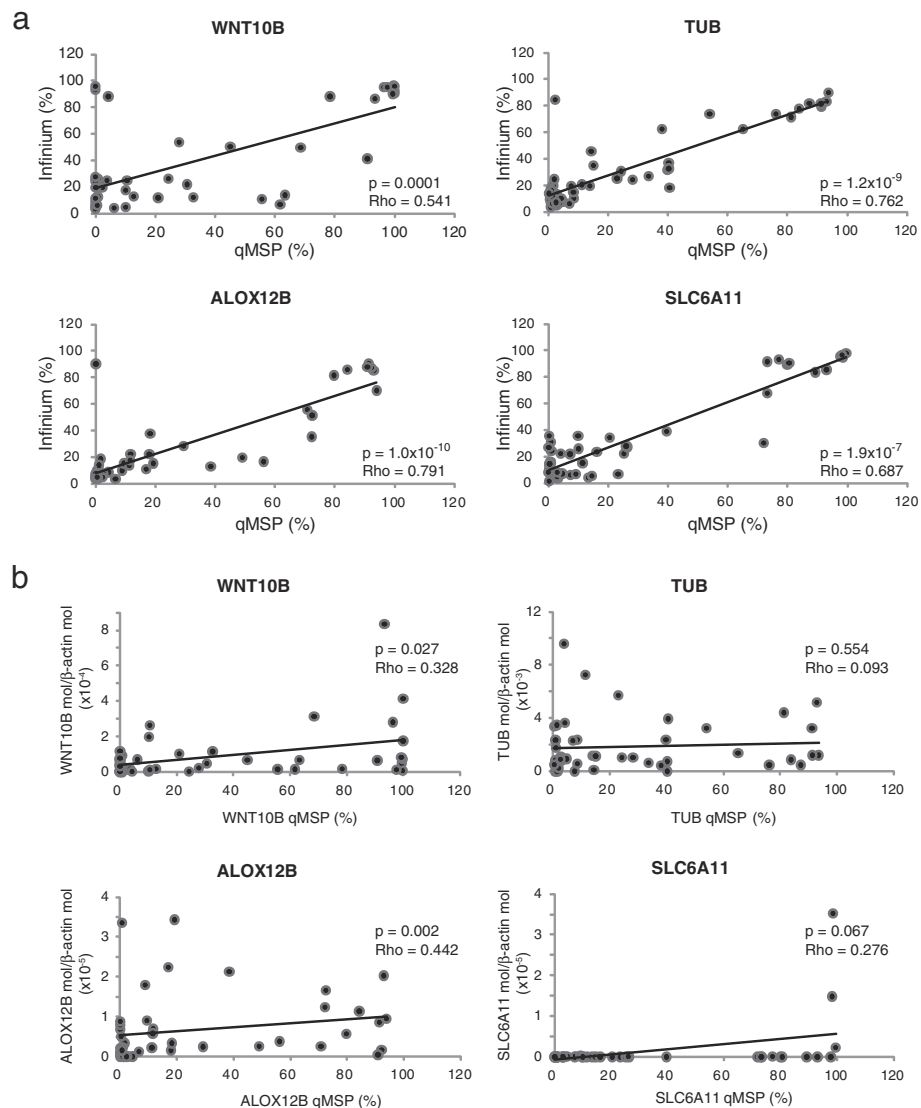 a
WNT10B
Infinium (%)
120
100
80
60
40
20
0
0 20 40 60 80 100 120
qMSP (%)
p = 0.0001
Rho = 0.541
TUB
Infinium (%)
120
100
80
60
40
20
0
0 20 40 60 80 100 120
qMSP (%)
p = 1.2x10⁻⁹
Rho = 0.762
ALOX12B
Infinium (%)
120
100
80
60
40
20
0
0 20 40 60 80 100 120
qMSP (%)
p = 1.0x10⁻¹⁰
Rho = 0.791
SLC6A11
Infinium (%)
120
100
80
60
40
20
0
0 20 40 60 80 100 120
qMSP (%)
p = 1.9x10⁻⁷
Rho = 0.687
b
WNT10B
WNT10B mol/β-actin mol
(x10⁻⁴)
8
6
4
2
0
0 20 40 60 80 100 120
WNT10B qMSP (%)
p = 0.027
Rho = 0.328
TUB
TUB mol/β-actin mol
(x10⁻³)
12
8
4
0
0 20 40 60 80 100 120
TUB qMSP (%)
p = 0.554
Rho = 0.093
ALOX12B
ALOX12B mol/β-actin mol
(x10⁻⁵)
4
3
2
1
0
0 20 40 60 80 100 120
ALOX12B qMSP (%)
p = 0.002
Rho = 0.442
SLC6A11
SLC6A11 mol/β-actin mol
(x10⁻⁵)
4
3
2
1
0
0 20 40 60 80 100 120
SLC6A11 qMSP (%)
p = 0.067
Rho = 0.276